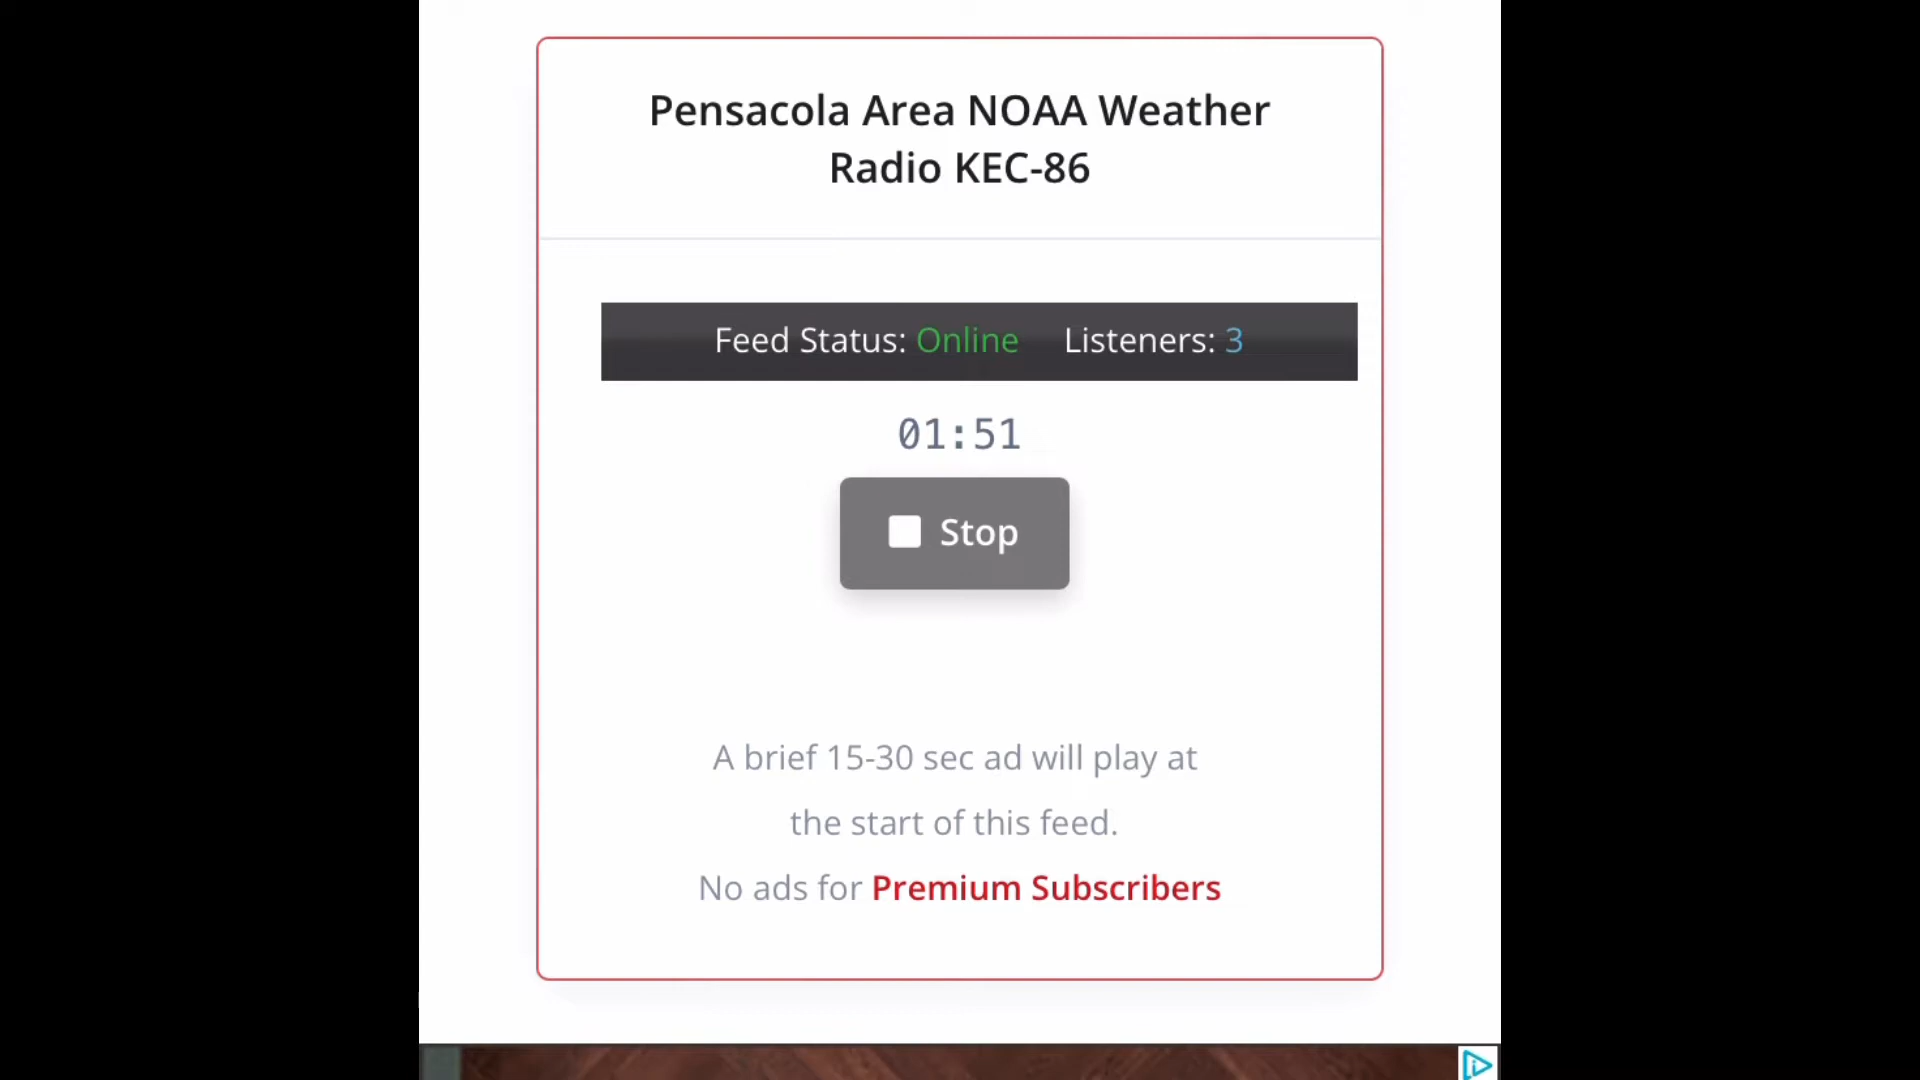 Pensacola Area NOAA Weather
Radio KEC-86
Feed Status: Online Listeners: 3
01:51
Stop
A brief 15-30 sec ad will play at
the start of this feed.
No ads for Premium Subscribers